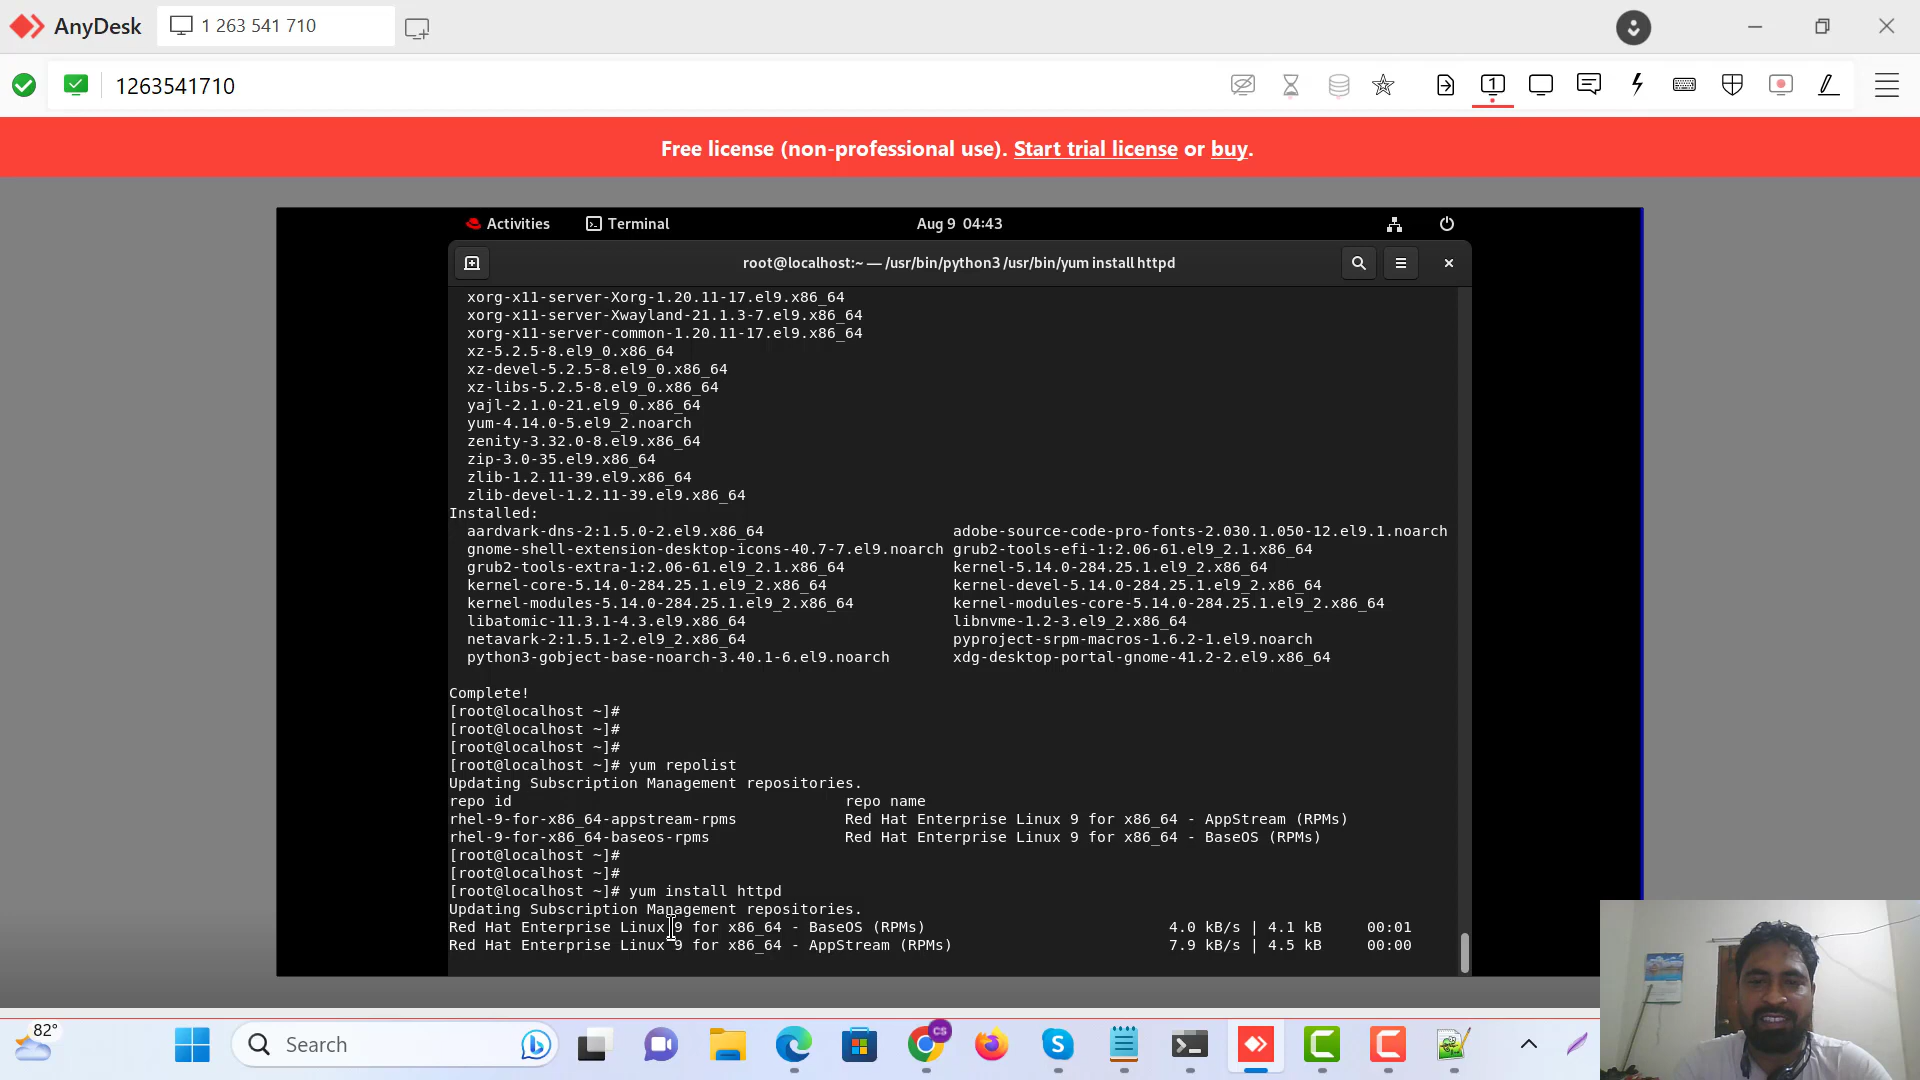 AnyDesk
1 263 541 710
1263541710
1
Free license (non-professional use). Start trial license or buy.
Activities
Terminal
Aug 9 04:43
root@localhost:~ — /usr/bin/python3 /usr/bin/yum install httpd
xorg-x11-server-Xorg-1.20.11-17.el9.x86_64
xorg-x11-server-Xwayland-21.1.3-7.el9.x86_64
xorg-x11-server-common-1.20.11-17.el9.x86_64
xz-5.2.5-8.el9_0.x86_64
xz-devel-5.2.5-8.el9_0.x86_64
xz-libs-5.2.5-8.el9_0.x86_64
yajl-2.1.0-21.el9_0.x86_64
yum-4.14.0-5.el9_2.noarch
zenity-3.32.0-8.el9.x86_64
zip-3.0-35.el9.x86_64
zlib-1.2.11-39.el9.x86_64
zlib-devel-1.2.11-39.el9.x86_64
Installed:
aardvark-dns-2:1.5.0-2.el9.x86_64 adobe-source-code-pro-fonts-2.030.1.050-12.el9.1.noarch
gnome-shell-extension-desktop-icons-40.7-7.el9.noarch grub2-tools-efi-1:2.06-61.el9_2.1.x86_64
grub2-tools-extra-1:2.06-61.el9_2.1.x86_64 kernel-5.14.0-284.25.1.el9_2.x86_64
kernel-core-5.14.0-284.25.1.el9_2.x86_64 kernel-devel-5.14.0-284.25.1.el9_2.x86_64
kernel-modules-5.14.0-284.25.1.el9_2.x86_64 kernel-modules-core-5.14.0-284.25.1.el9_2.x86_64
libatomic-11.3.1-4.3.el9.x86_64 libnvme-1.2-3.el9_2.x86_64
netavark-2:1.5.1-2.el9_2.x86_64 pyproject-srpm-macros-1.6.2-1.el9.noarch
python3-gobject-base-noarch-3.40.1-6.el9.noarch xdg-desktop-portal-gnome-41.2-2.el9.x86_64
Complete!
[root@localhost ~]#
[root@localhost ~]#
[root@localhost ~]#
[root@localhost ~]# yum repolist
Updating Subscription Management repositories.
repo id repo name
rhel-9-for-x86_64-appstream-rpms Red Hat Enterprise Linux 9 for x86_64 - AppStream (RPMs)
rhel-9-for-x86_64-baseos-rpms Red Hat Enterprise Linux 9 for x86_64 - BaseOS (RPMs)
[root@localhost ~]#
[root@localhost ~]#
[root@localhost ~]# yum install httpd
Updating Subscription Management repositories.
Red Hat Enterprise Linux 9 for x86_64 - BaseOS (RPMs) 4.0 kB/s | 4.1 kB 00:01
Red Hat Enterprise Linux 9 for x86_64 - AppStream (RPMs) 7.9 kB/s | 4.5 kB 00:00
82°
Search
CS